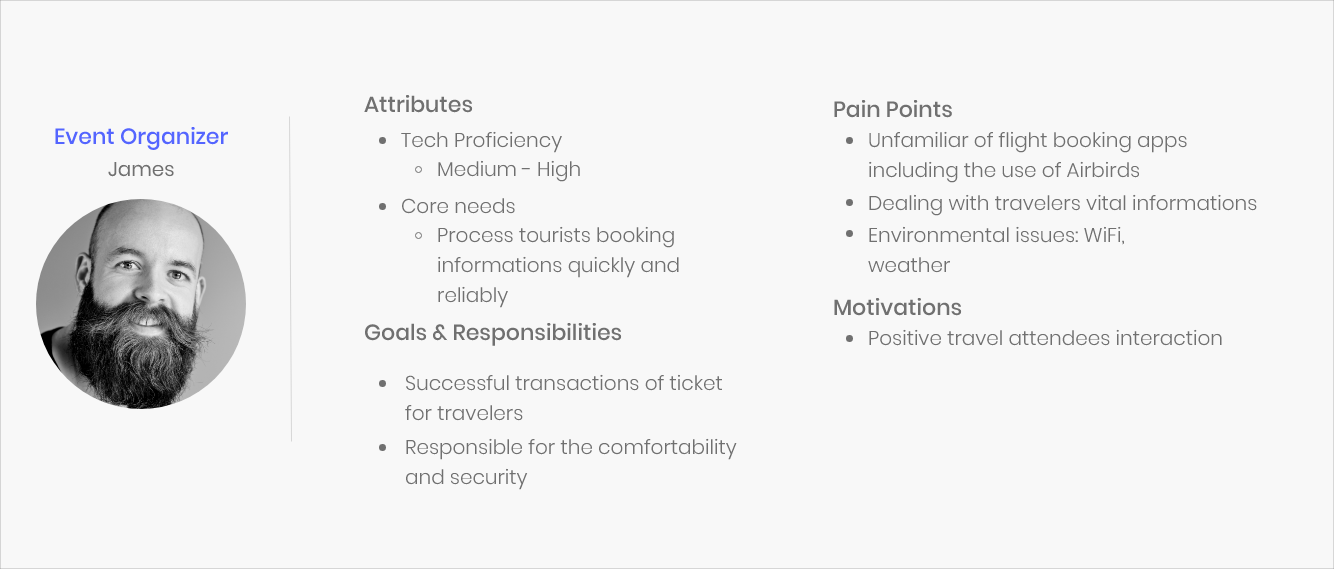 Event Organizer
James
Attributes
Tech Proficiency
Medium - High
Core needs
Process tourists booking
informations quickly and
reliably
Goals & Responsibilities
Successful transactions of ticket
for travelers
Responsible for the comfortability
and security
Pain Points
Unfamiliar of flight booking apps
including the use of Airbirds
Dealing with travelers vital informations
Environmental issues: WiFi,
weather
Motivations
Positive travel attendees interaction